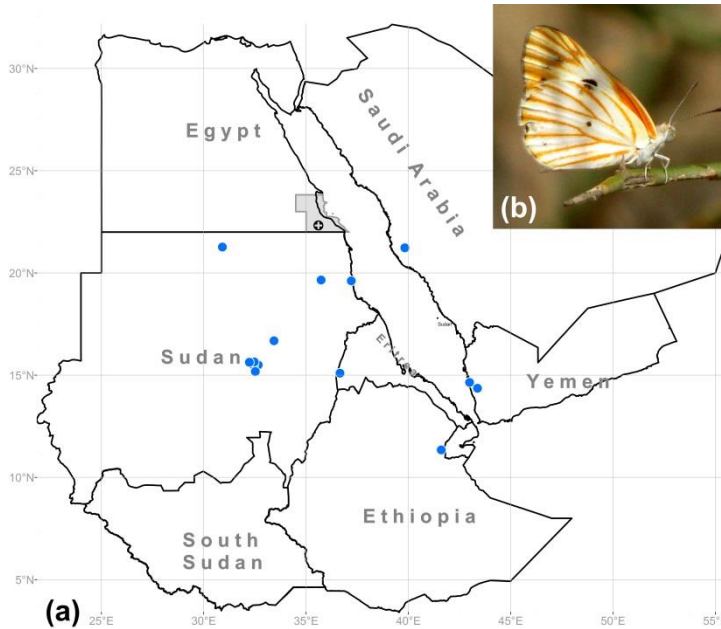 30°N
25°N
20°N
15°N
10°N
5°N
25°E
30°E
35°E
40°E
45°E
50°E
55°
Egypt
Saudi Arabia
Sudan
Sudan
Eritrea
Yemen
Ethiopia
South
Sudan
(a)
(b)